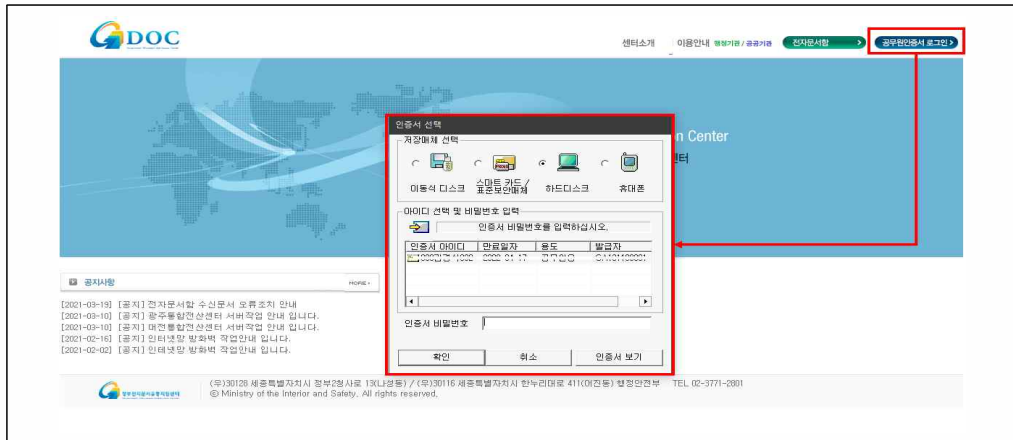 GDOC
센터소개 이용안내 행정기관/공공기관 전자문서함 공무원인증서 로그인
on Center
센터
인증서 선택
저장매체 선택
이동식 디스크
스마트 카드 /
표준보안매체
하드디스크
휴대폰
아이디 선택 및 비밀번호 입력
인증서 비밀번호를 입력하십시오.
인증서 아이디 만료일자 용도 발급자
인증서 비밀번호
확인 취소 인증서 보기
공지사항 MORE
[2021-03-19] [공지] 전자문서함 수신문서 오류조치 안내
[2021-03-10] [공지] 광주통합전산센터 서버작업 안내 입니다.
[2021-03-10] [공지] 대전통합전산센터 서버작업 안내 입니다.
[2021-02-16] [공지] 인터넷망 방화벽 작업안내 입니다.
[2021-02-02] [공지] 인테넷망 방화벽 작업안내 입니다.
(우)30128 세종특별자치시 정부2청사로 13(나성동) / (우)30116 세종특별자치시 한누리대로 411(어진동) 행정안전부 TEL 02-3771-2801
정부전자문서유통지원센터
© Ministry of the Interior and Safety, All rights reserved.